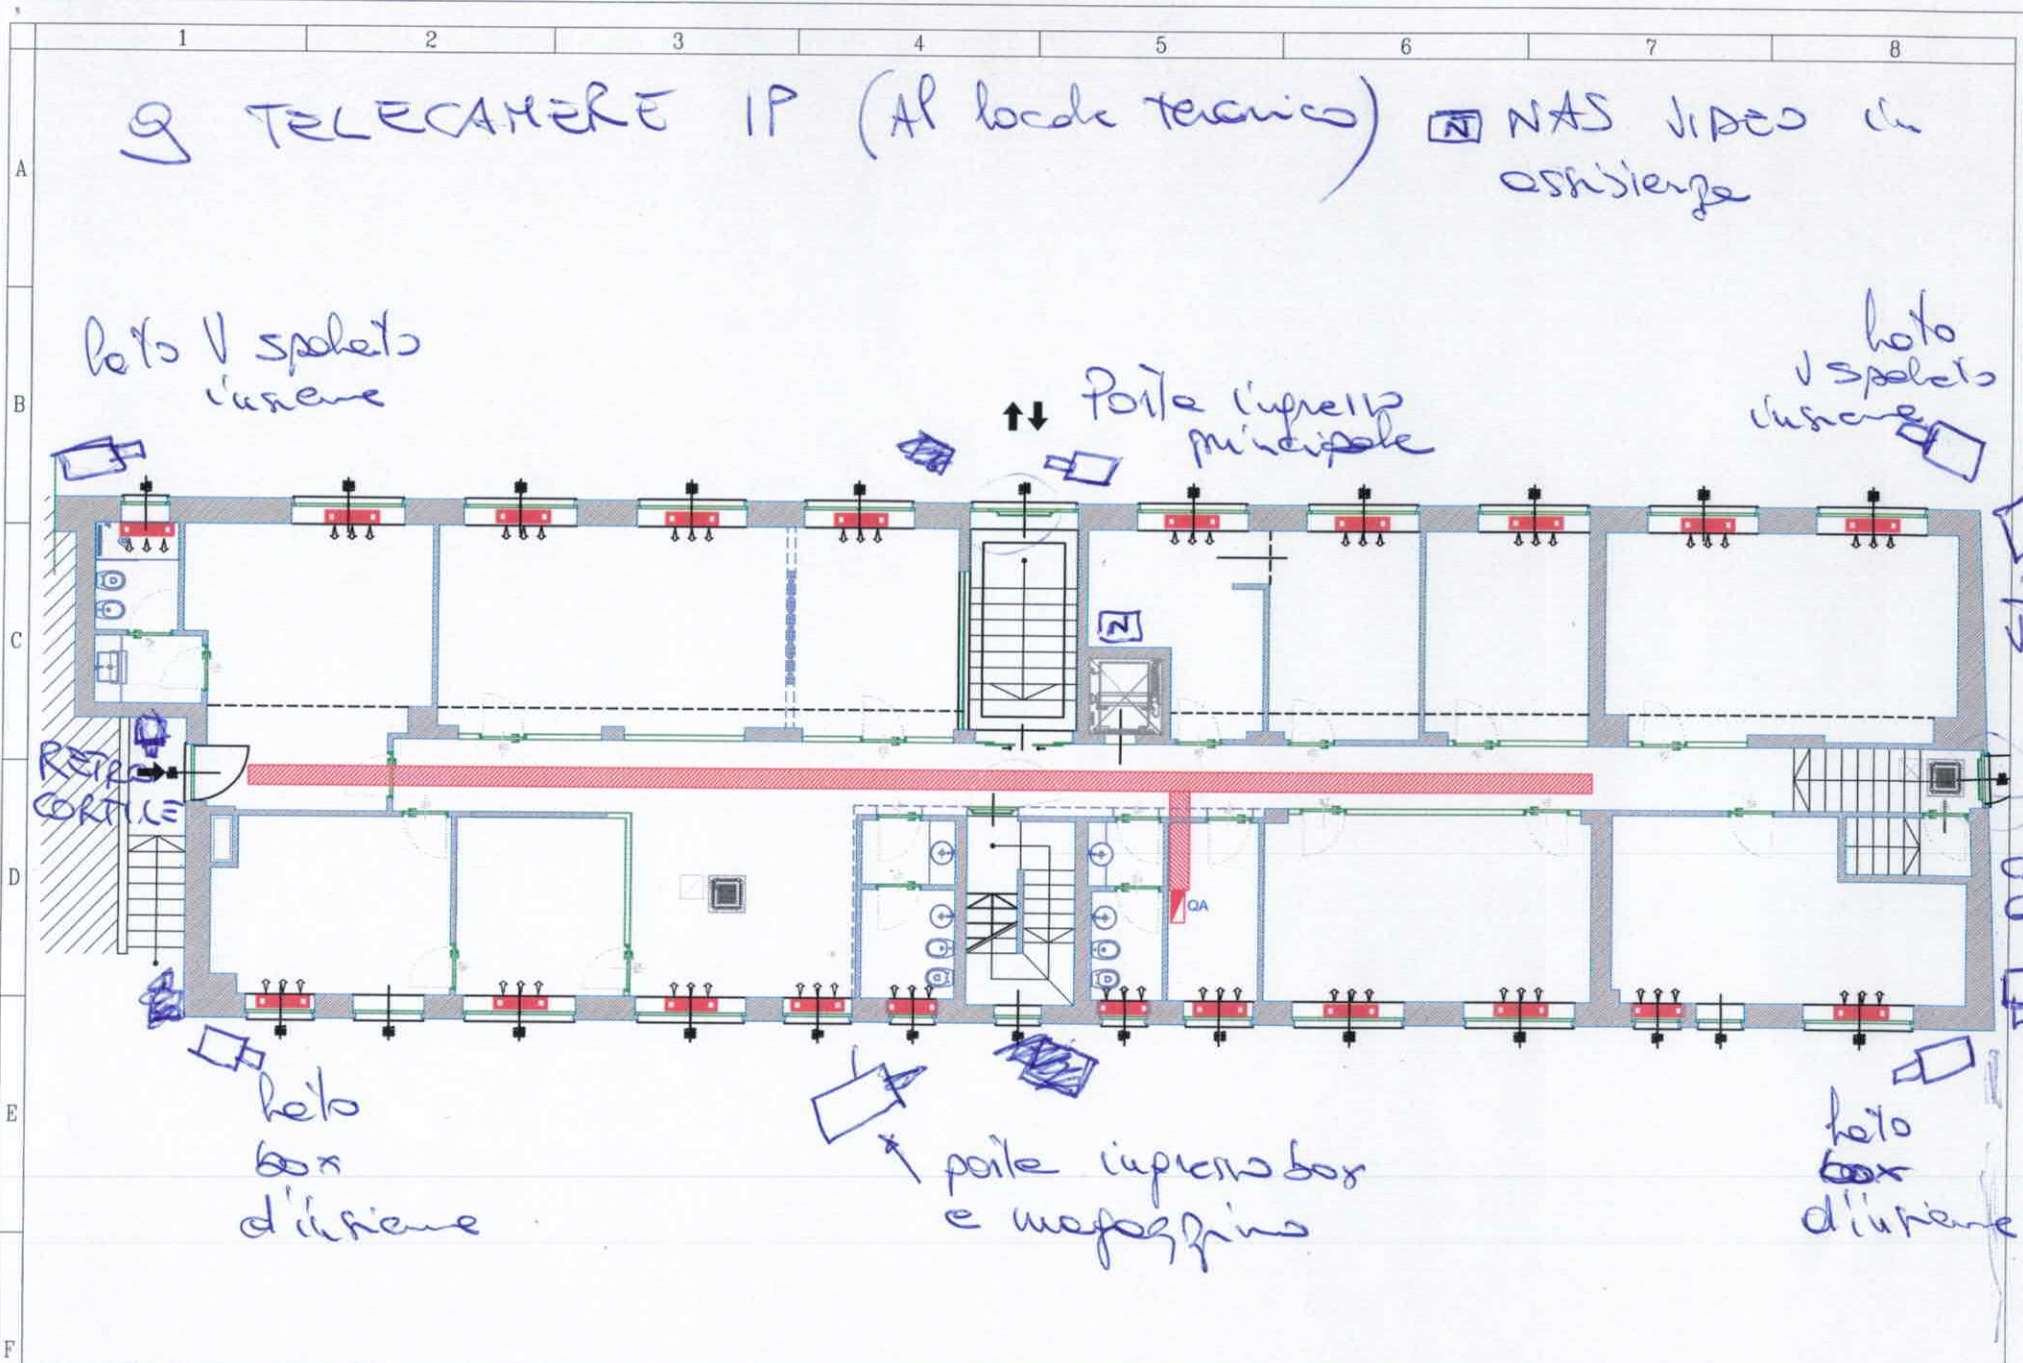 1 2 3 4 5 6 7 8
A
9 TELECAMERE IP (Al locale tecnico) N NAS VIDEO in
assistenza
lato V spalato
insieme
lato
V spalato
insieme
B
Porta ingresso
principale
C
N
RETRO
CORTILE
D
QA
E
lato
box
d'insieme
porta ingresso box
e magazzino
lato
box
d'insieme
F